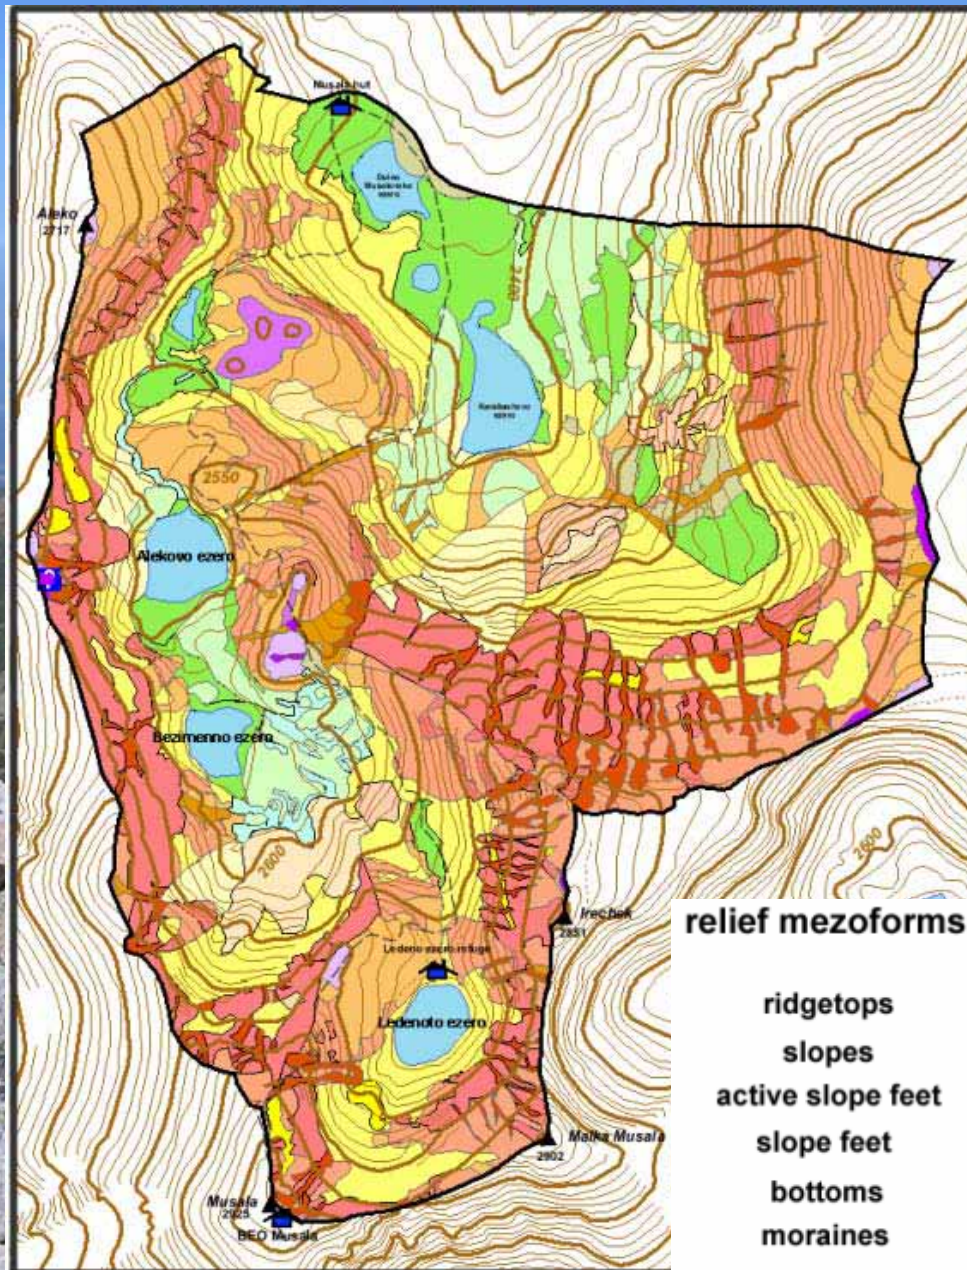 Musala hut
Aleko
2717
2400
2550
Alekovo ezero
Bezimenno ezero
2600
2600
Irechek
Ledeno ezero refuge
Ledenoto ezero
Malka Musala
2902
Musala
2925
BEO Musala
relief mezoforms
ridgetops
slopes
active slope feet
slope feet
bottoms
moraines